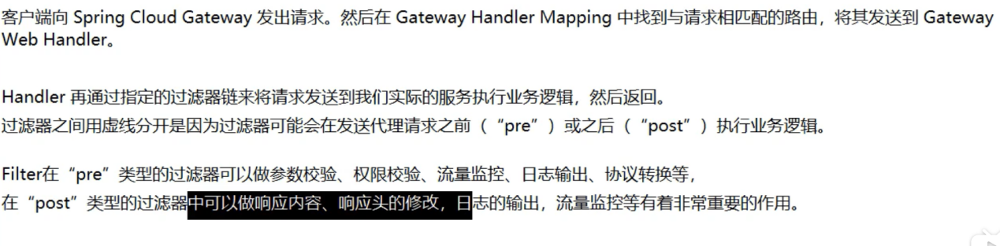 客户端向 Spring Cloud Gateway 发出请求。然后在 Gateway Handler Mapping 中找到与请求相匹配的路由，将其发送到 Gateway
Web Handler。
Handler 再通过指定的过滤器链来将请求发送到我们实际的服务执行业务逻辑，然后返回。
过滤器之间用虚线分开是因为过滤器可能会在发送代理请求之前（“pre”）或之后（“post”）执行业务逻辑。
Filter在“pre”类型的过滤器可以做参数校验、权限校验、流量监控、日志输出、协议转换等，
在“post”类型的过滤器中可以做响应内容、响应头的修改，日志的输出，流量监控等有着非常重要的作用。